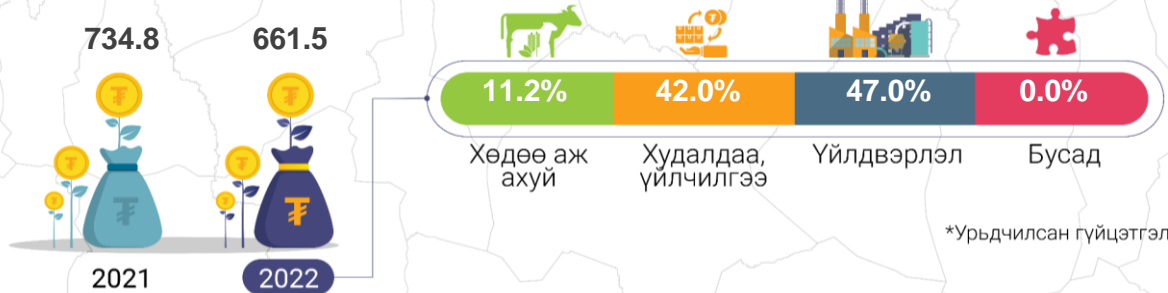 734.8
661.5
11.2%
42.0%
47.0%
0.0%
Хөдөө аж
ахуй
Худалдаа,
үйлчилгээ
Үйлдвэрлэл
Бусад
*Урьдчилсан гүйцэтгэл
₮
₮
₮
₮
₮
₮
₮
₮
2021
2022